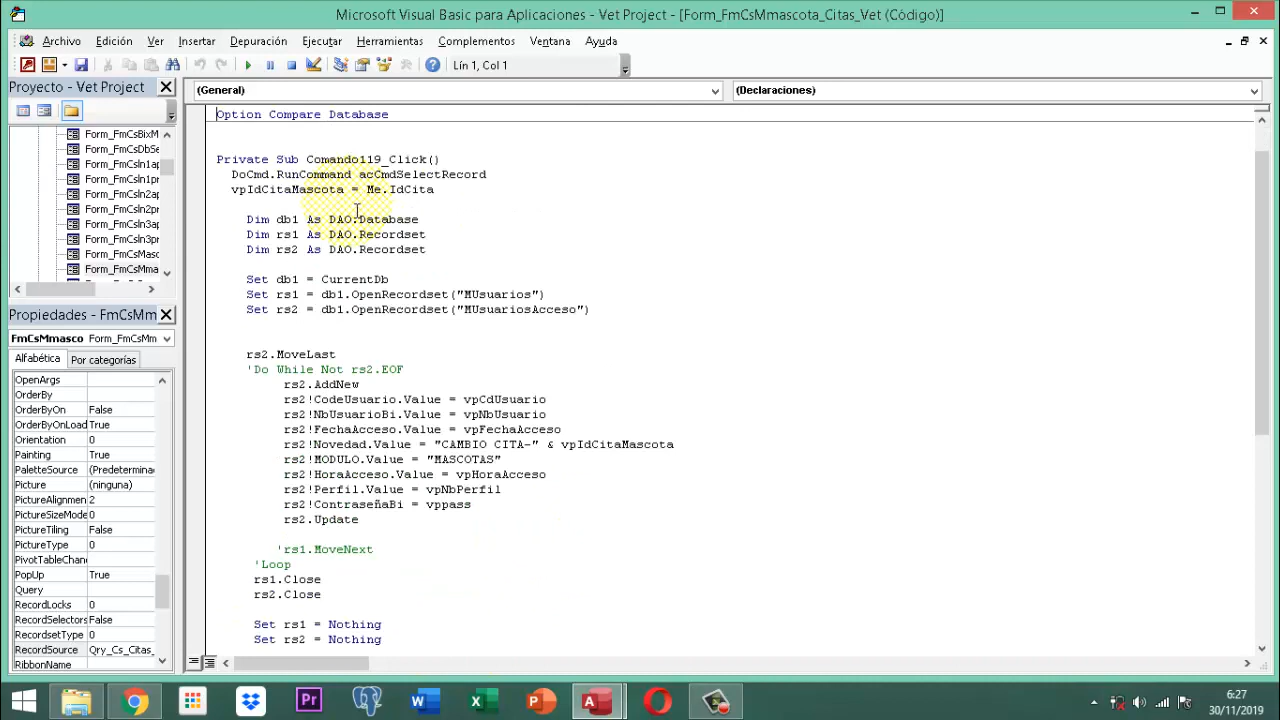 Microsoft Visual Basic para Aplicaciones - Vet Project - [Form_FmCsMmascota_Citas_Vet (Código)]
Archivo Edición Ver Insertar Formato Depuración Ejecutar Herramientas Complementos Ventana Ayuda
Lín 1, Col 1
Proyecto - Vet Project
(General)
(Declaraciones)
Form_FmCsBixM
Form_FmCsDbSe
Form_FmCsIn1ap
Form_FmCsIn1pr
Form_FmCsIn2ap
Form_FmCsIn2pr
Form_FmCsIn3ap
Form_FmCsIn3pr
Form_FmCsMasc
Form_FmCsMma
Propiedades - FmCsMm
FmCsMmasco Form_FmCsMm
Alfabética Por categorías
OpenArgs
OrderBy
OrderByOn False
OrderByOnLoad True
Orientation 0
Painting True
PaletteSource (Predetermina
Picture (ninguna)
PictureAlignmen 2
PictureSizeMode 0
PictureTiling False
PictureType 0
PivotTableChan True
PopUp True
Query
RecordLocks 0
RecordSelectors False
RecordsetType 0
RecordSource Qry_Cs_Citas_
RibbonName
Option Compare Database
Private Sub Comando119_Click()
DoCmd.RunCommand acCmdSelectRecord
vpIdCitaMascota = Me.IdCita
Dim db1 As DAO.Database
Dim rs1 As DAO.Recordset
Dim rs2 As DAO.Recordset
Set db1 = CurrentDb
Set rs1 = db1.OpenRecordset("MUsuarios")
Set rs2 = db1.OpenRecordset("MUsuariosAcceso")
rs2.MoveLast
'Do While Not rs2.EOF
rs2.AddNew
rs2!CodeUsuario.Value = vpCdUsuario
rs2!NbUsuarioBi.Value = vpNbUsuario
rs2!FechaAcceso.Value = vpFechaAcceso
rs2!Novedad.Value = "CAMBIO CITA-" & vpIdCitaMascota
rs2!MODULO.Value = "MASCOTAS"
rs2!HoraAcceso.Value = vpHoraAcceso
rs2!Perfil.Value = vpNbPerfil
rs2!ContraseñaBi = vppass
rs2.Update
'rs1.MoveNext
'Loop
rs1.Close
rs2.Close
Set rs1 = Nothing
Set rs2 = Nothing
6:27
30/11/2019